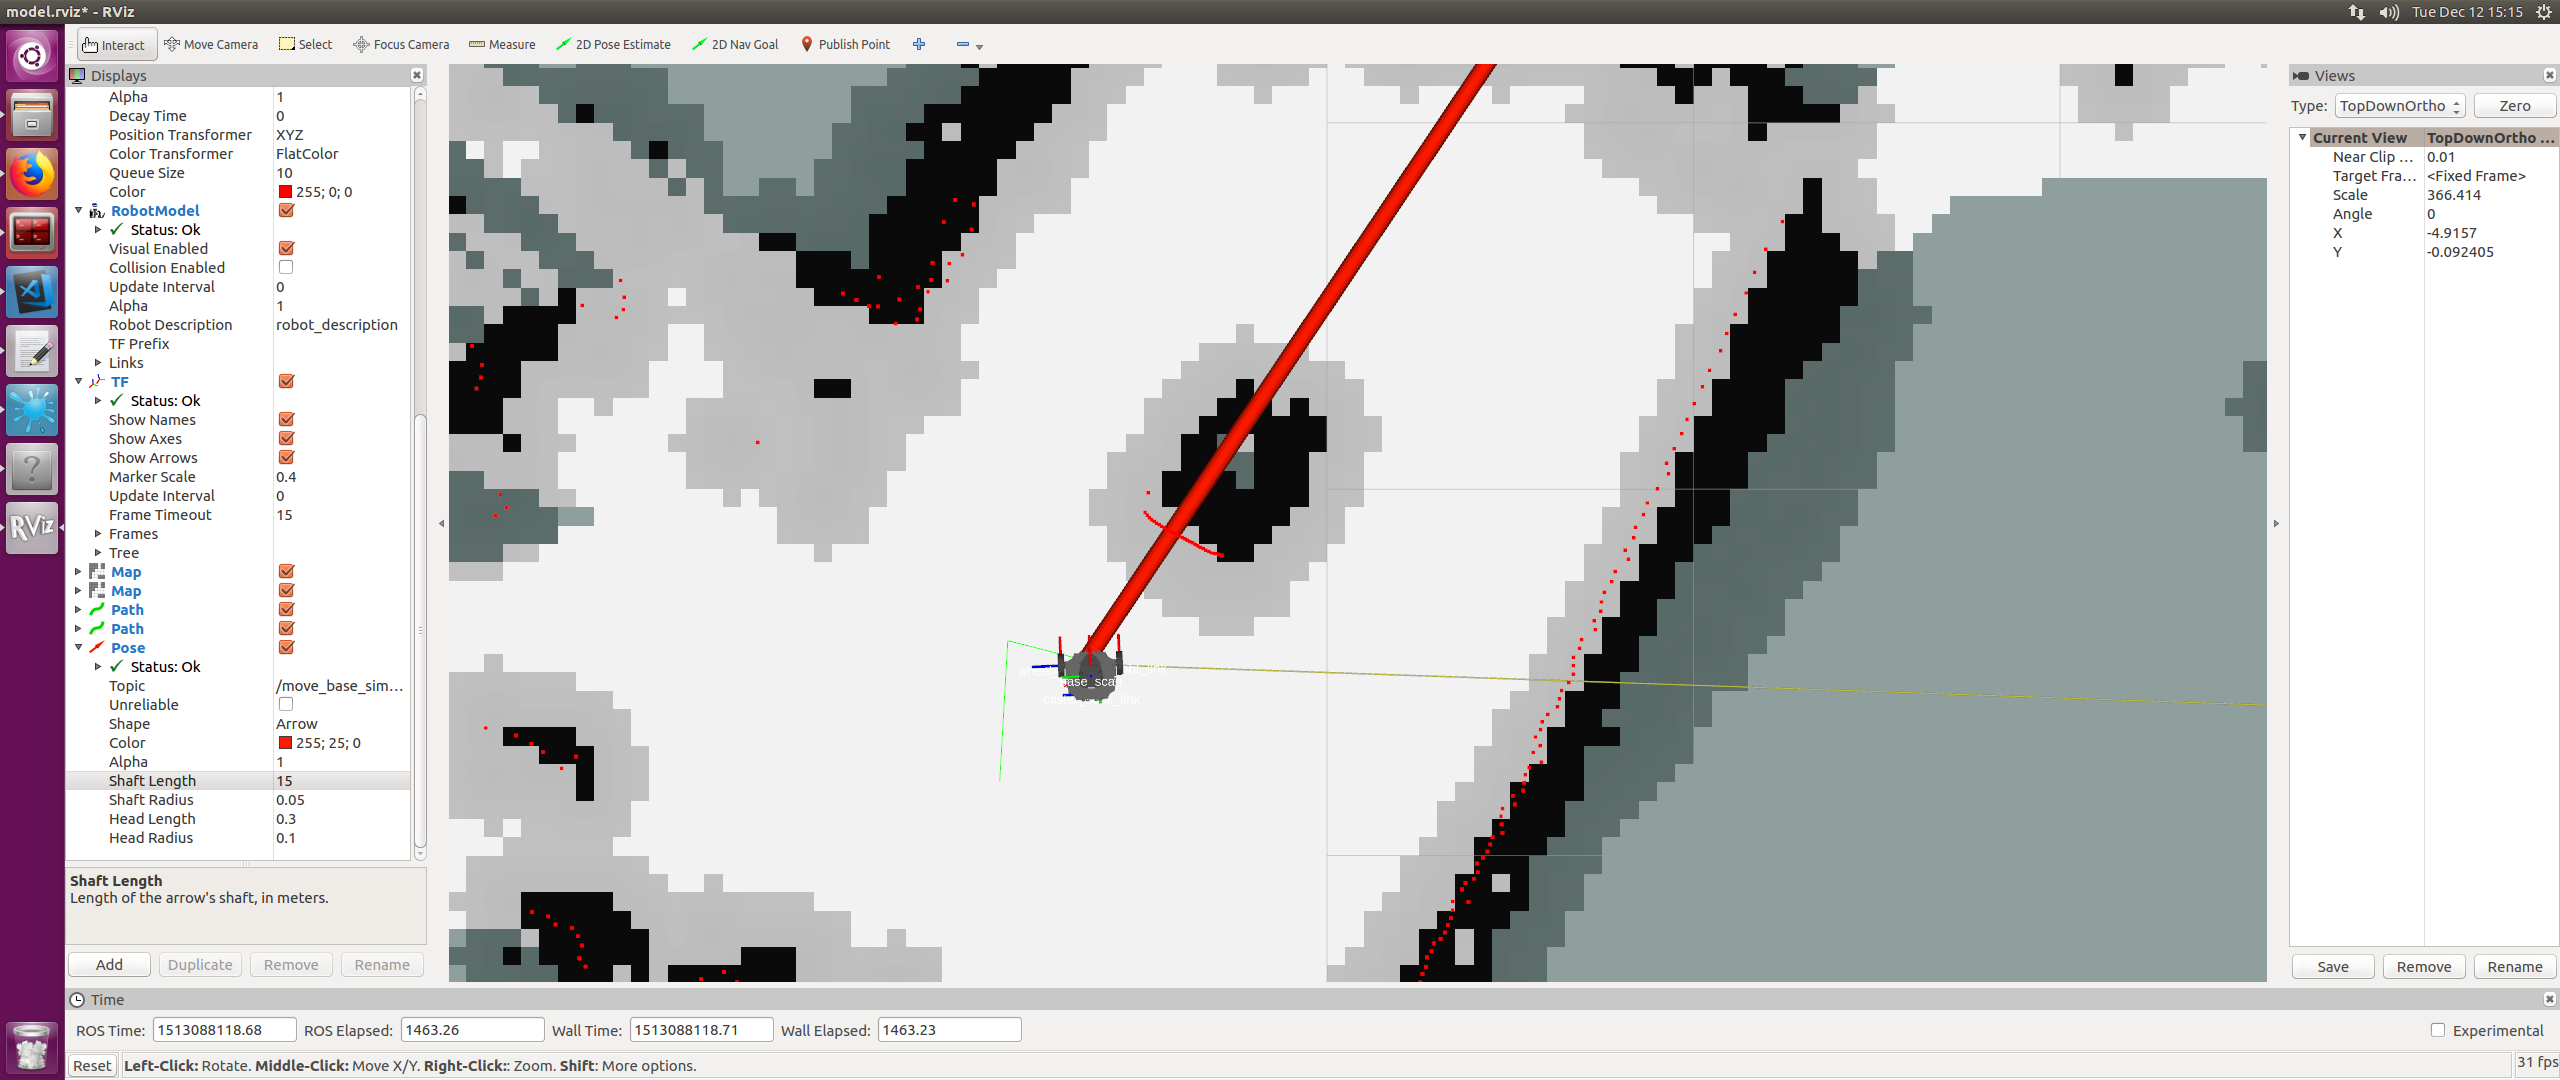 model.rviz* - RViz
Tue Dec 12 15:15
Interact Move Camera Select Focus Camera Measure 2D Pose Estimate 2D Nav Goal Publish Point
Displays
Alpha 1
Decay Time 0
Position Transformer XYZ
Color Transformer FlatColor
Queue Size 10
Color 255; 0; 0
RobotModel
Status: Ok
Visual Enabled
Collision Enabled
Update Interval 0
Alpha 1
Robot Description robot_description
TF Prefix
Links
TF
Status: Ok
Show Names
Show Axes
Show Arrows
Marker Scale 0.4
Update Interval 0
Frame Timeout 15
Frames
Tree
Map
Map
Path
Path
Pose
Status: Ok
Topic /move_base_sim...
Unreliable
Shape Arrow
Color 255; 25; 0
Alpha 1
Shaft Length 15
Shaft Radius 0.05
Head Length 0.3
Head Radius 0.1
Shaft Length
Length of the arrow's shaft, in meters.
Add Duplicate Remove Rename
RViz
base_sca
Views
Type: TopDownOrtho Zero
Current View TopDownOrtho ...
Near Clip ... 0.01
Target Fra... <Fixed Frame>
Scale 366.414
Angle 0
X -4.9157
Y -0.092405
Save Remove Rename
Time
ROS Time: 1513088118.68 ROS Elapsed: 1463.26 Wall Time: 1513088118.71 Wall Elapsed: 1463.23 Experimental
Reset Left-Click: Rotate. Middle-Click: Move X/Y. Right-Click:: Zoom. Shift: More options. 31 fps